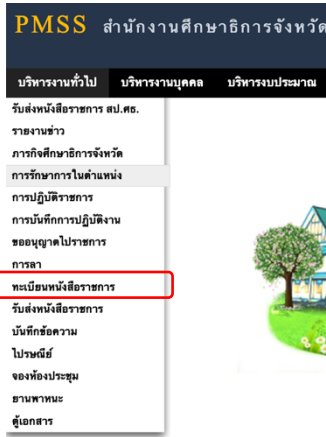 PMSS สำนักงานศึกษาธิการจังหวัด
บริหารงานทั่วไป บริหารงานบุคคล บริหารงบประมาณ
รับส่งหนังสือราชการ สป.ศธ.
รายงานข่าว
ภารกิจศึกษาธิการจังหวัด
การรักษาการในตำแหน่ง
การปฏิบัติราชการ
การบันทึกการปฏิบัติงาน
ขออนุญาตไปราชการ
การลา
ทะเบียนหนังสือราชการ
รับส่งหนังสือราชการ
บันทึกข้อความ
ไปรษณีย์
จองห้องประชุม
ยานพาหนะ
ตู้เอกสาร